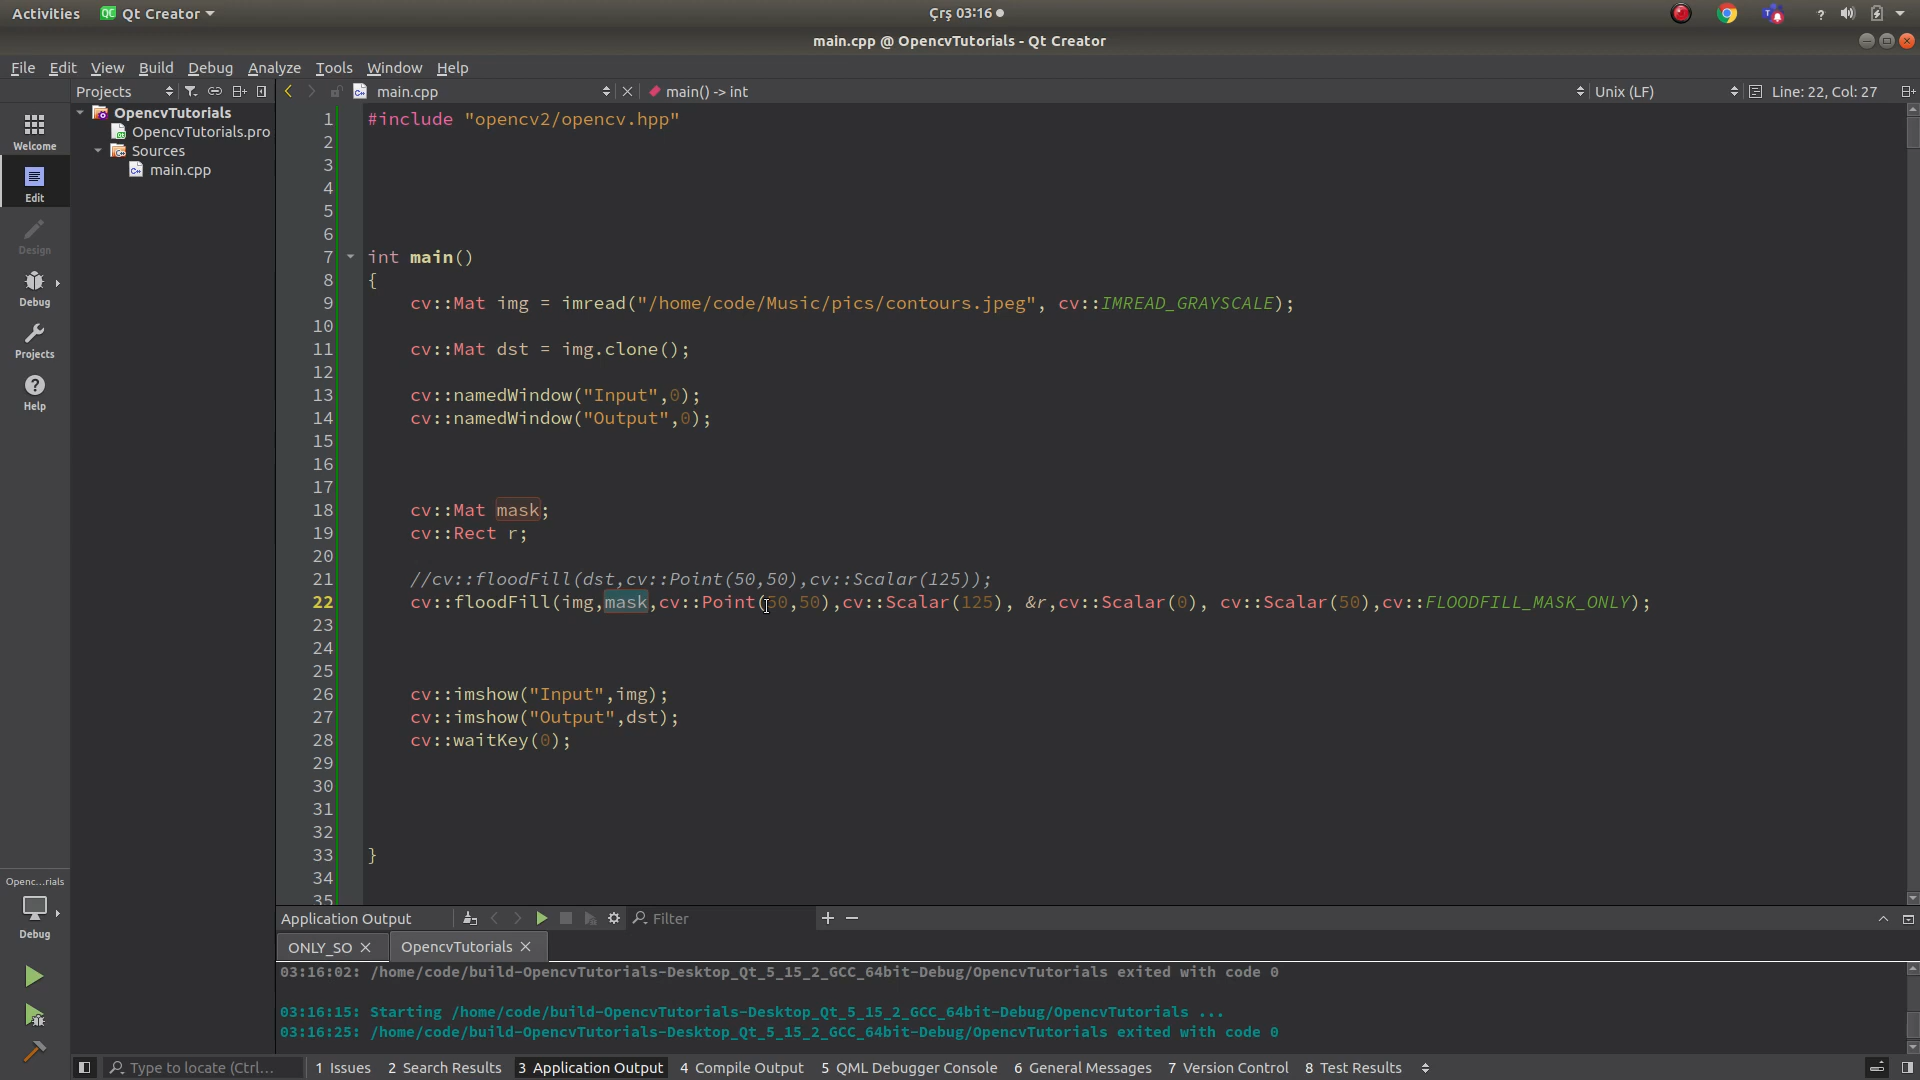 Activities Qt Creator Çrş 03:16
main.cpp @ OpencvTutorials - Qt Creator
File Edit View Build Debug Analyze Tools Window Help
Projects main.cpp main() -> int Unix (LF) Line: 22, Col: 27
OpencvTutorials
OpencvTutorials.pro
Sources
main.cpp
Welcome
Edit
Design
Debug
Projects
Help
1 #include "opencv2/opencv.hpp"
2
3
4
5
6
7 int main()
8 {
9 cv::Mat img = imread("/home/code/Music/pics/contours.jpeg", cv::IMREAD_GRAYSCALE);
10
11 cv::Mat dst = img.clone();
12
13 cv::namedWindow("Input",0);
14 cv::namedWindow("Output",0);
15
16
17
18 cv::Mat mask;
19 cv::Rect r;
20
21 //cv::floodFill(dst,cv::Point(50,50),cv::Scalar(125));
22 cv::floodFill(img,mask,cv::Point(50,50),cv::Scalar(125), &r,cv::Scalar(0), cv::Scalar(50),cv::FLOODFILL_MASK_ONLY);
23
24
25
26 cv::imshow("Input",img);
27 cv::imshow("Output",dst);
28 cv::waitKey(0);
29
30
31
32
33 }
34
35
Openc...rials
Debug
Application Output Filter
ONLY_SO OpencvTutorials
03:16:02: /home/code/build-OpencvTutorials-Desktop_Qt_5_15_2_GCC_64bit-Debug/OpencvTutorials exited with code 0
03:16:15: Starting /home/code/build-OpencvTutorials-Desktop_Qt_5_15_2_GCC_64bit-Debug/OpencvTutorials ...
03:16:25: /home/code/build-OpencvTutorials-Desktop_Qt_5_15_2_GCC_64bit-Debug/OpencvTutorials exited with code 0
Type to locate (Ctrl... 1 Issues 2 Search Results 3 Application Output 4 Compile Output 5 QML Debugger Console 6 General Messages 7 Version Control 8 Test Results